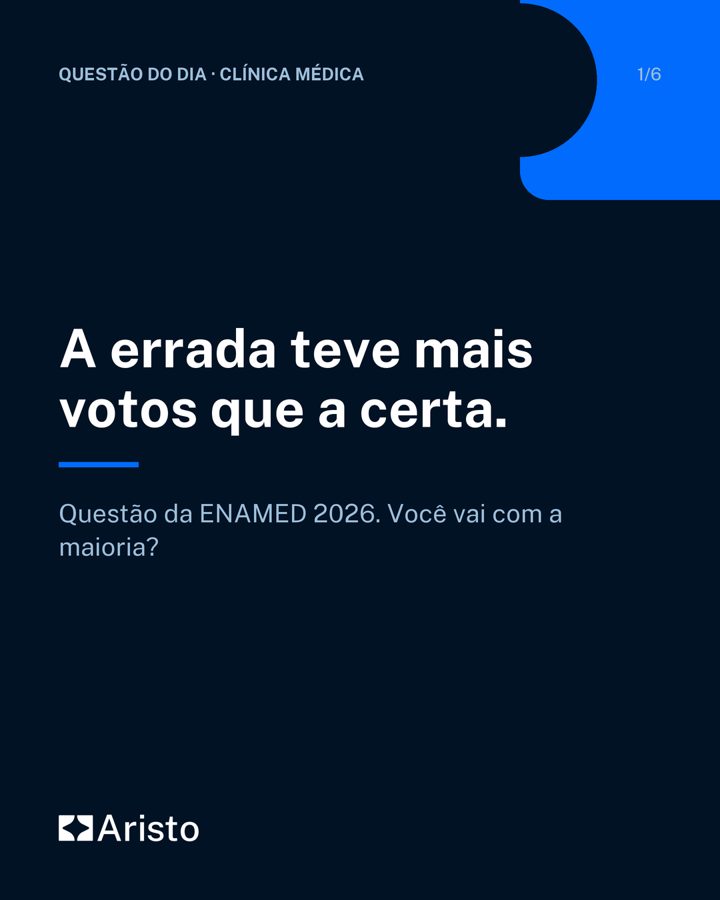 QUESTÃO DO DIA · CLÍNICA MÉDICA
1/6
A errada teve mais
votos que a certa.
Questão da ENAMED 2026. Você vai com a
maioria?
Aristo